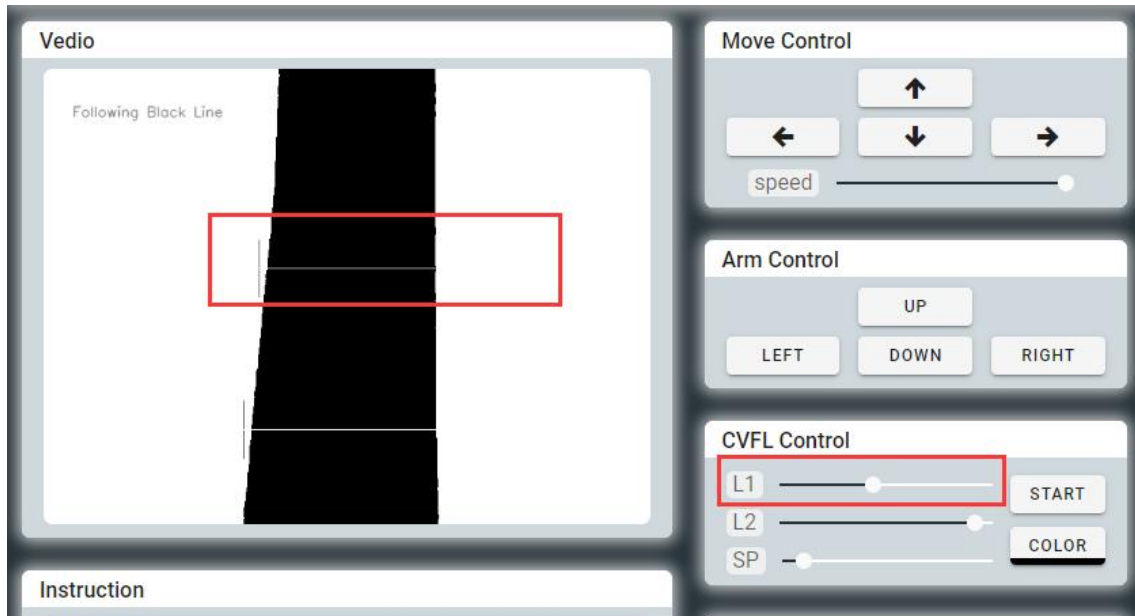 Vedio
Following Black Line
Instruction
Move Control
speed
Arm Control
UP
LEFT DOWN RIGHT
CVFL Control
L1
START
L2
COLOR
SP